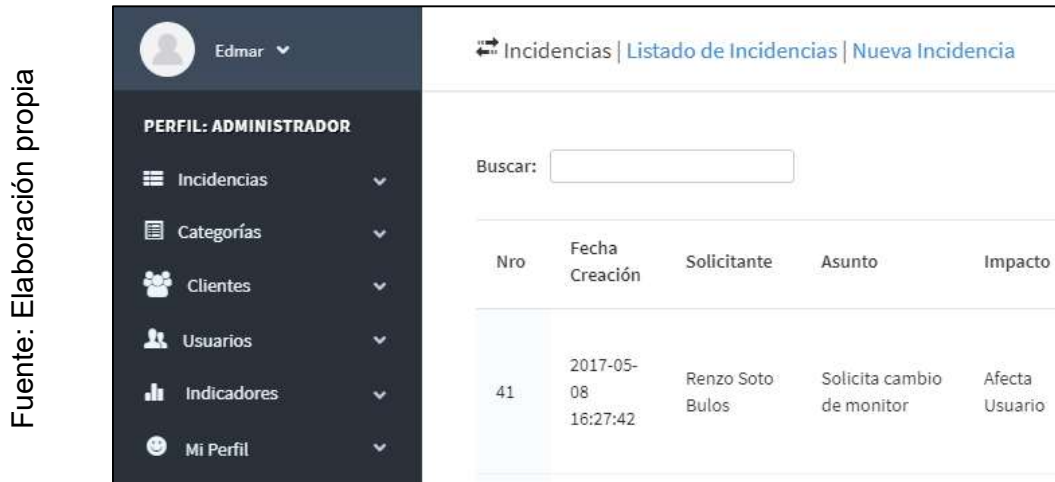 Fuente: Elaboración propia
Edmar
PERFIL: ADMINISTRADOR
Incidencias
Categorías
Clientes
Usuarios
Indicadores
Mi Perfil
Incidencias | Listado de Incidencias | Nueva Incidencia
Buscar:
Nro
Fecha
Creación
Solicitante
Asunto
Impacto
41
2017-05-
08
16:27:42
Renzo Soto
Bulos
Solicita cambio
de monitor
Afecta
Usuario